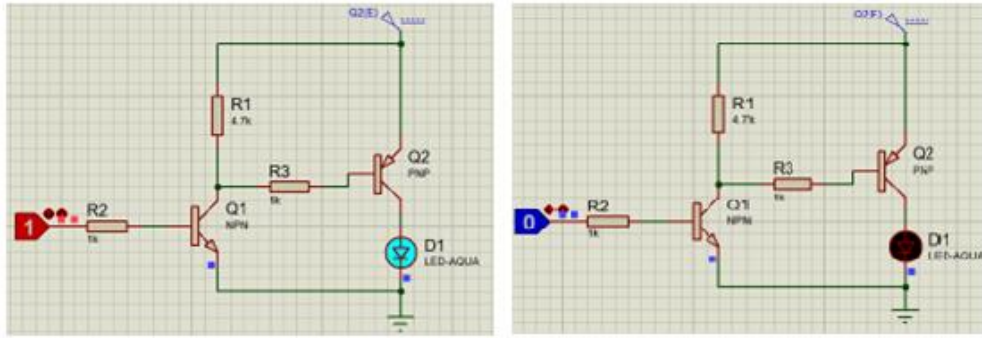 Q2(E)
R1
4.7k
Q2
PNP
R3
1k
R2
1k
Q1
NPN
1
D1
LED-AQUA
Q2(E)
R1
4.7k
Q2
PNP
R3
1k
R2
1k
Q1
NPN
0
D1
LED-AQUA